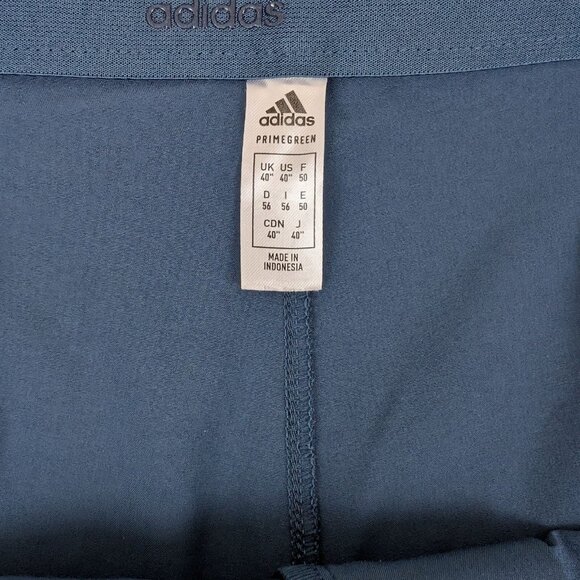 adidas
adidas
PRIMEGREEN
UK US F
40" 40" 50
D I E
56 56 50
CDN J
40" 40"
MADE IN
INDONESIA